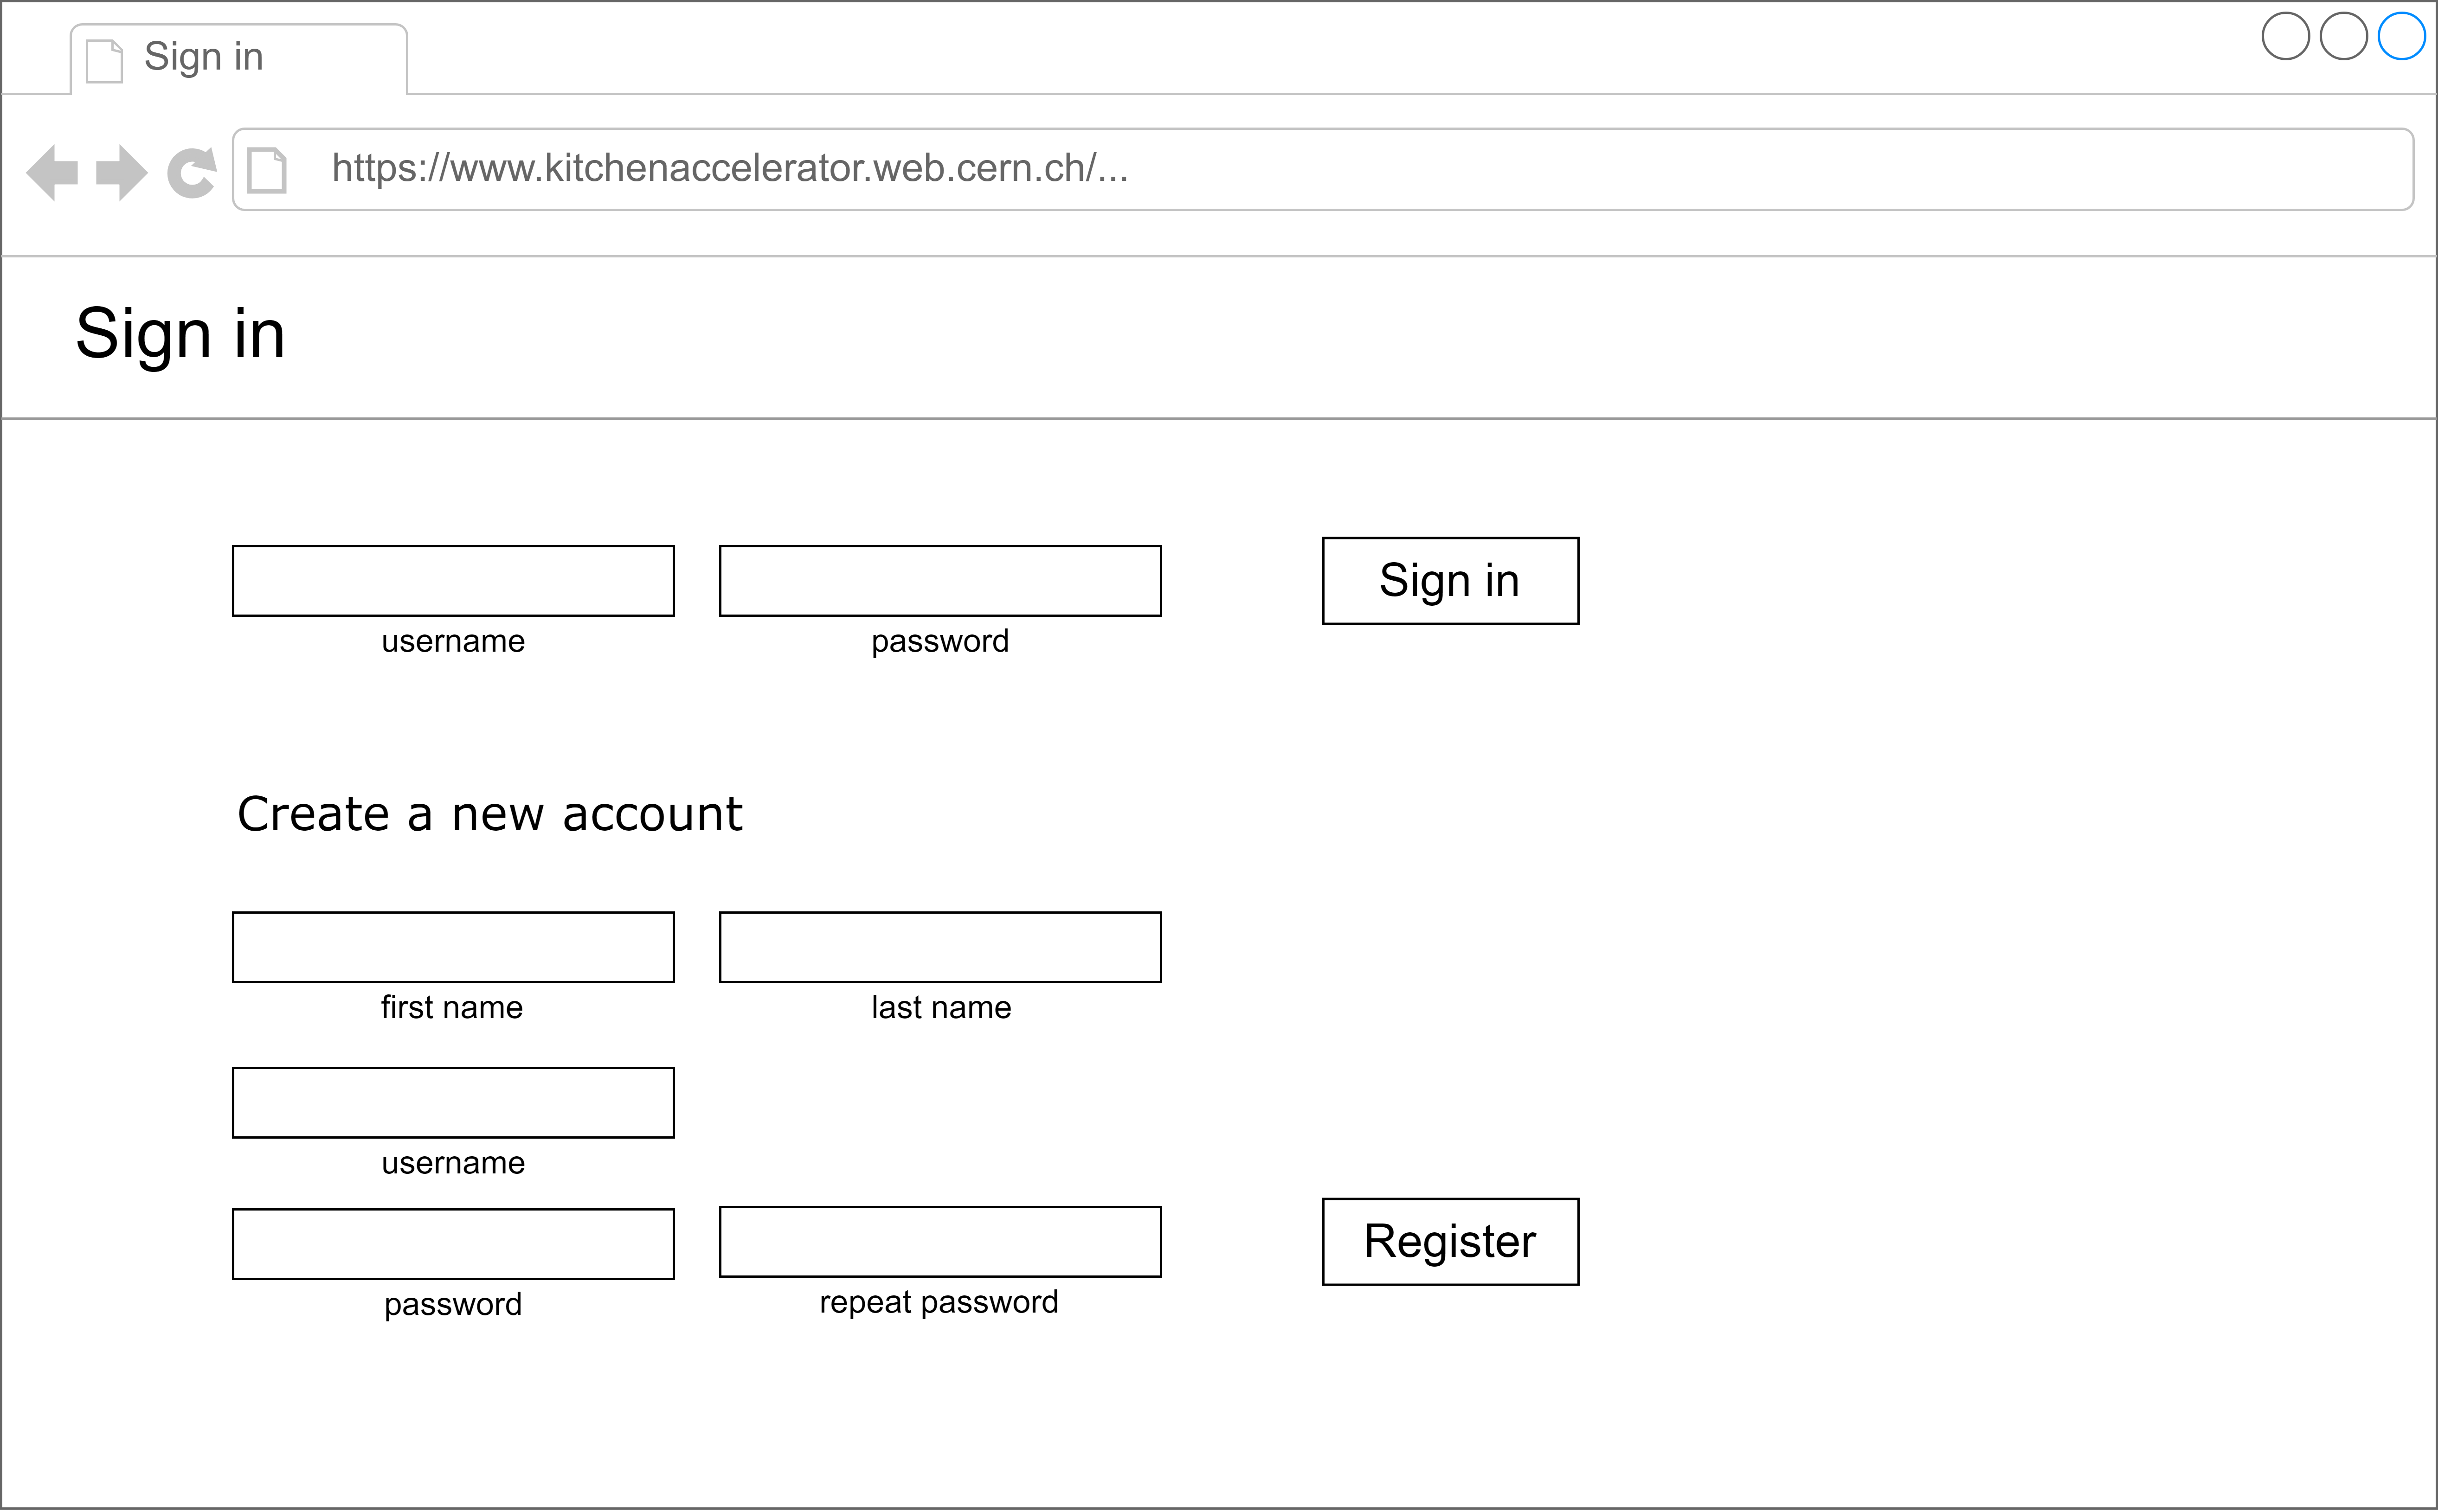 Sign in
https://www.kitchenaccelerator.web.cern.ch/...
Sign in
username
password
Sign in
Create a new account
first name
last name
username
password
repeat password
Register